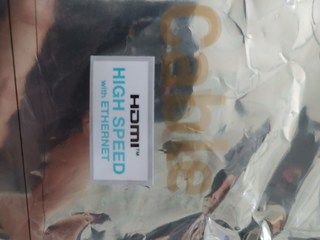 Cable
HDMI™
HIGH SPEED
with ETHERNET